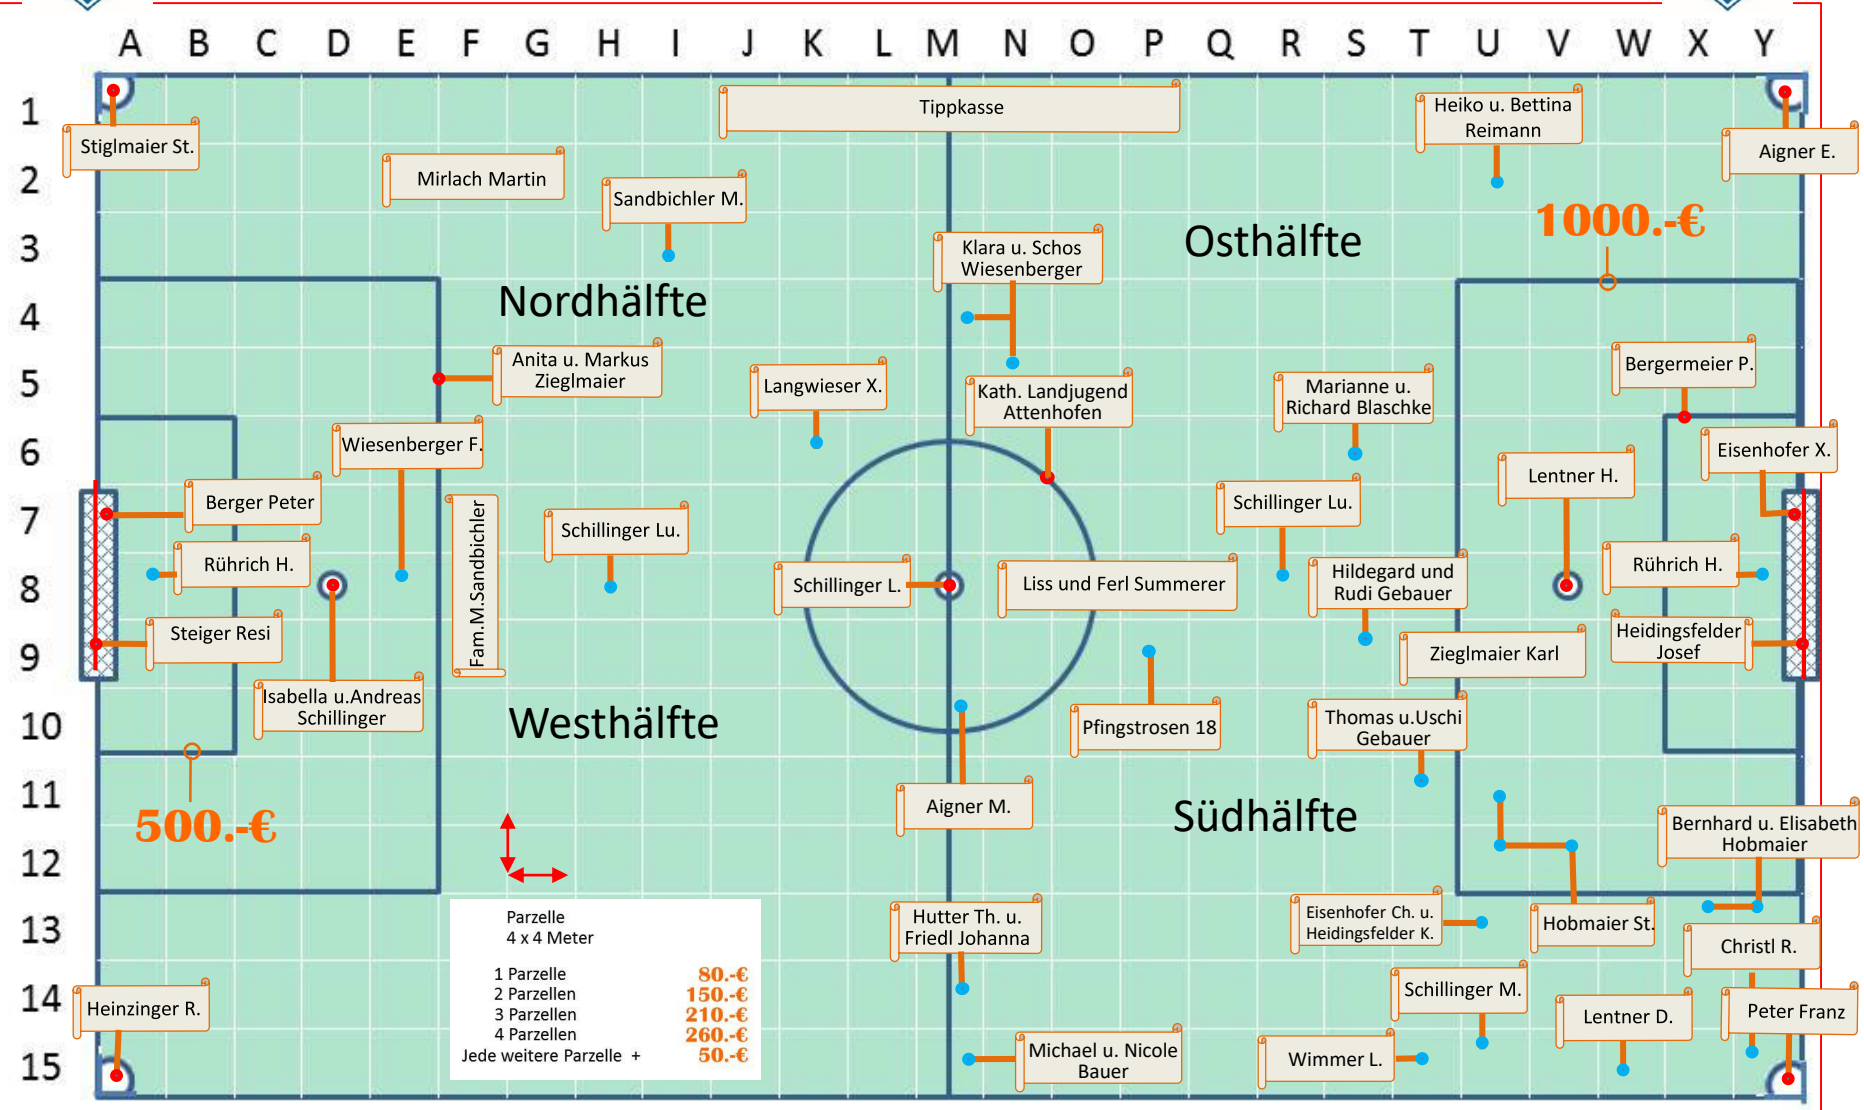 A B C D E F G H I J K L M N O P Q R S T U V W X Y
1
2
3
4
5
6
7
8
9
10
11
12
13
14
15
Tippkasse
Heiko u. Bettina
Reimann
Stiglmaier St.
Aigner E.
Mirlach Martin
Sandbichler M.
1000.-€
Klara u. Schos
Wiesenberger
Osthälfte
Nordhälfte
Anita u. Markus
Zieglmaier
Langwieser X.
Kath. Landjugend
Attenhofen
Marianne u.
Richard Blaschke
Bergermeier P.
Wiesenberger F.
Eisenhofer X.
Lentner H.
Berger Peter
Fam.M.Sandbichler
Schillinger Lu.
Schillinger Lu.
Rührich H.
Schillinger L.
Liss und Ferl Summerer
Hildegard und
Rudi Gebauer
Rührich H.
Steiger Resi
Zieglmaier Karl
Heidingsfelder
Josef
Isabella u.Andreas
Schillinger
Westhälfte
Pfingstrosen 18
Thomas u.Uschi
Gebauer
500.-€
Aigner M.
Südhälfte
Bernhard u. Elisabeth
Hobmaier
Hutter Th. u.
Friedl Johanna
Eisenhofer Ch. u.
Heidingsfelder K.
Hobmaier St.
Christl R.
Parzelle
4 x 4 Meter
1 Parzelle 80.-€
2 Parzellen 150.-€
3 Parzellen 210.-€
4 Parzellen 260.-€
Jede weitere Parzelle + 50.-€
Heinzinger R.
Schillinger M.
Lentner D.
Peter Franz
Michael u. Nicole
Bauer
Wimmer L.